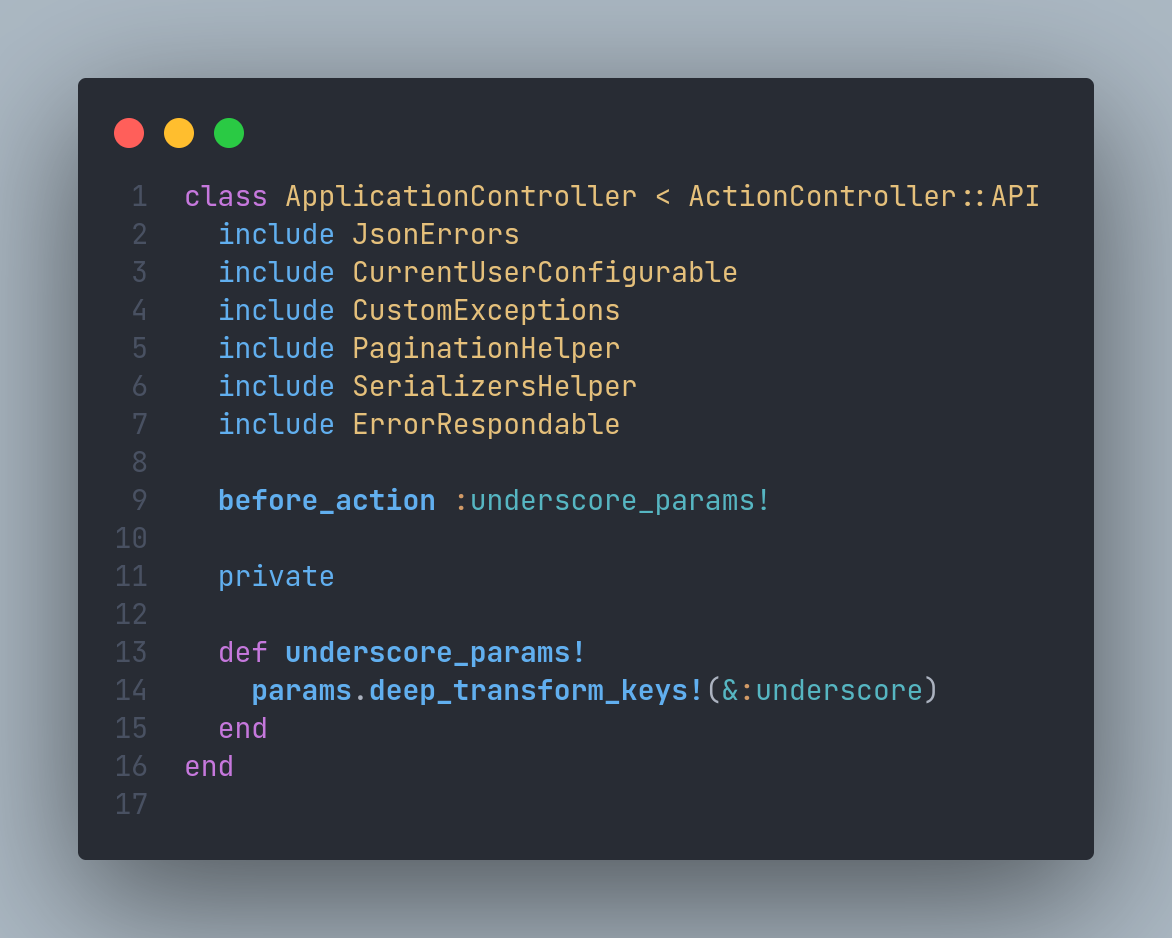 1 class ApplicationController < ActionController::API
2   include JsonErrors
3   include CurrentUserConfigurable
4   include CustomExceptions
5   include PaginationHelper
6   include SerializersHelper
7   include ErrorRespondable
8
9   before_action :underscore_params!
10
11   private
12
13   def underscore_params!
14     params.deep_transform_keys!(&:underscore)
15   end
16 end
17